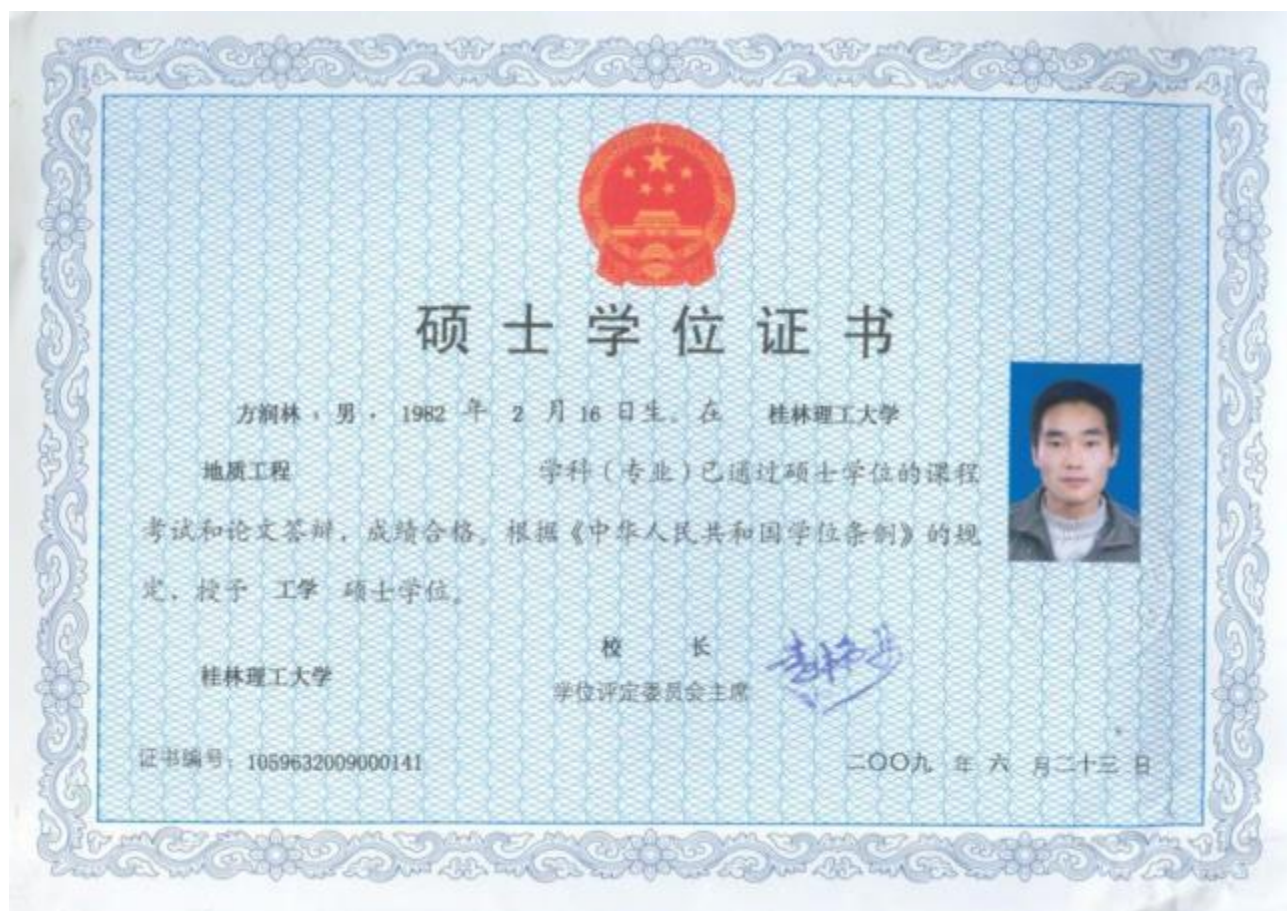 硕士学位证书
方润林，男，1982 年 2 月 16 日生。在 桂林理工大学
地质工程 学科（专业）已通过硕士学位的课程
考试和论文答辩，成绩合格。根据《中华人民共和国学位条例》的规
定，授予 工学 硕士学位。
桂林理工大学
校 长
学位评定委员会主席
证书编号：1059632009000141
二〇〇九 年 六 月二十三 日